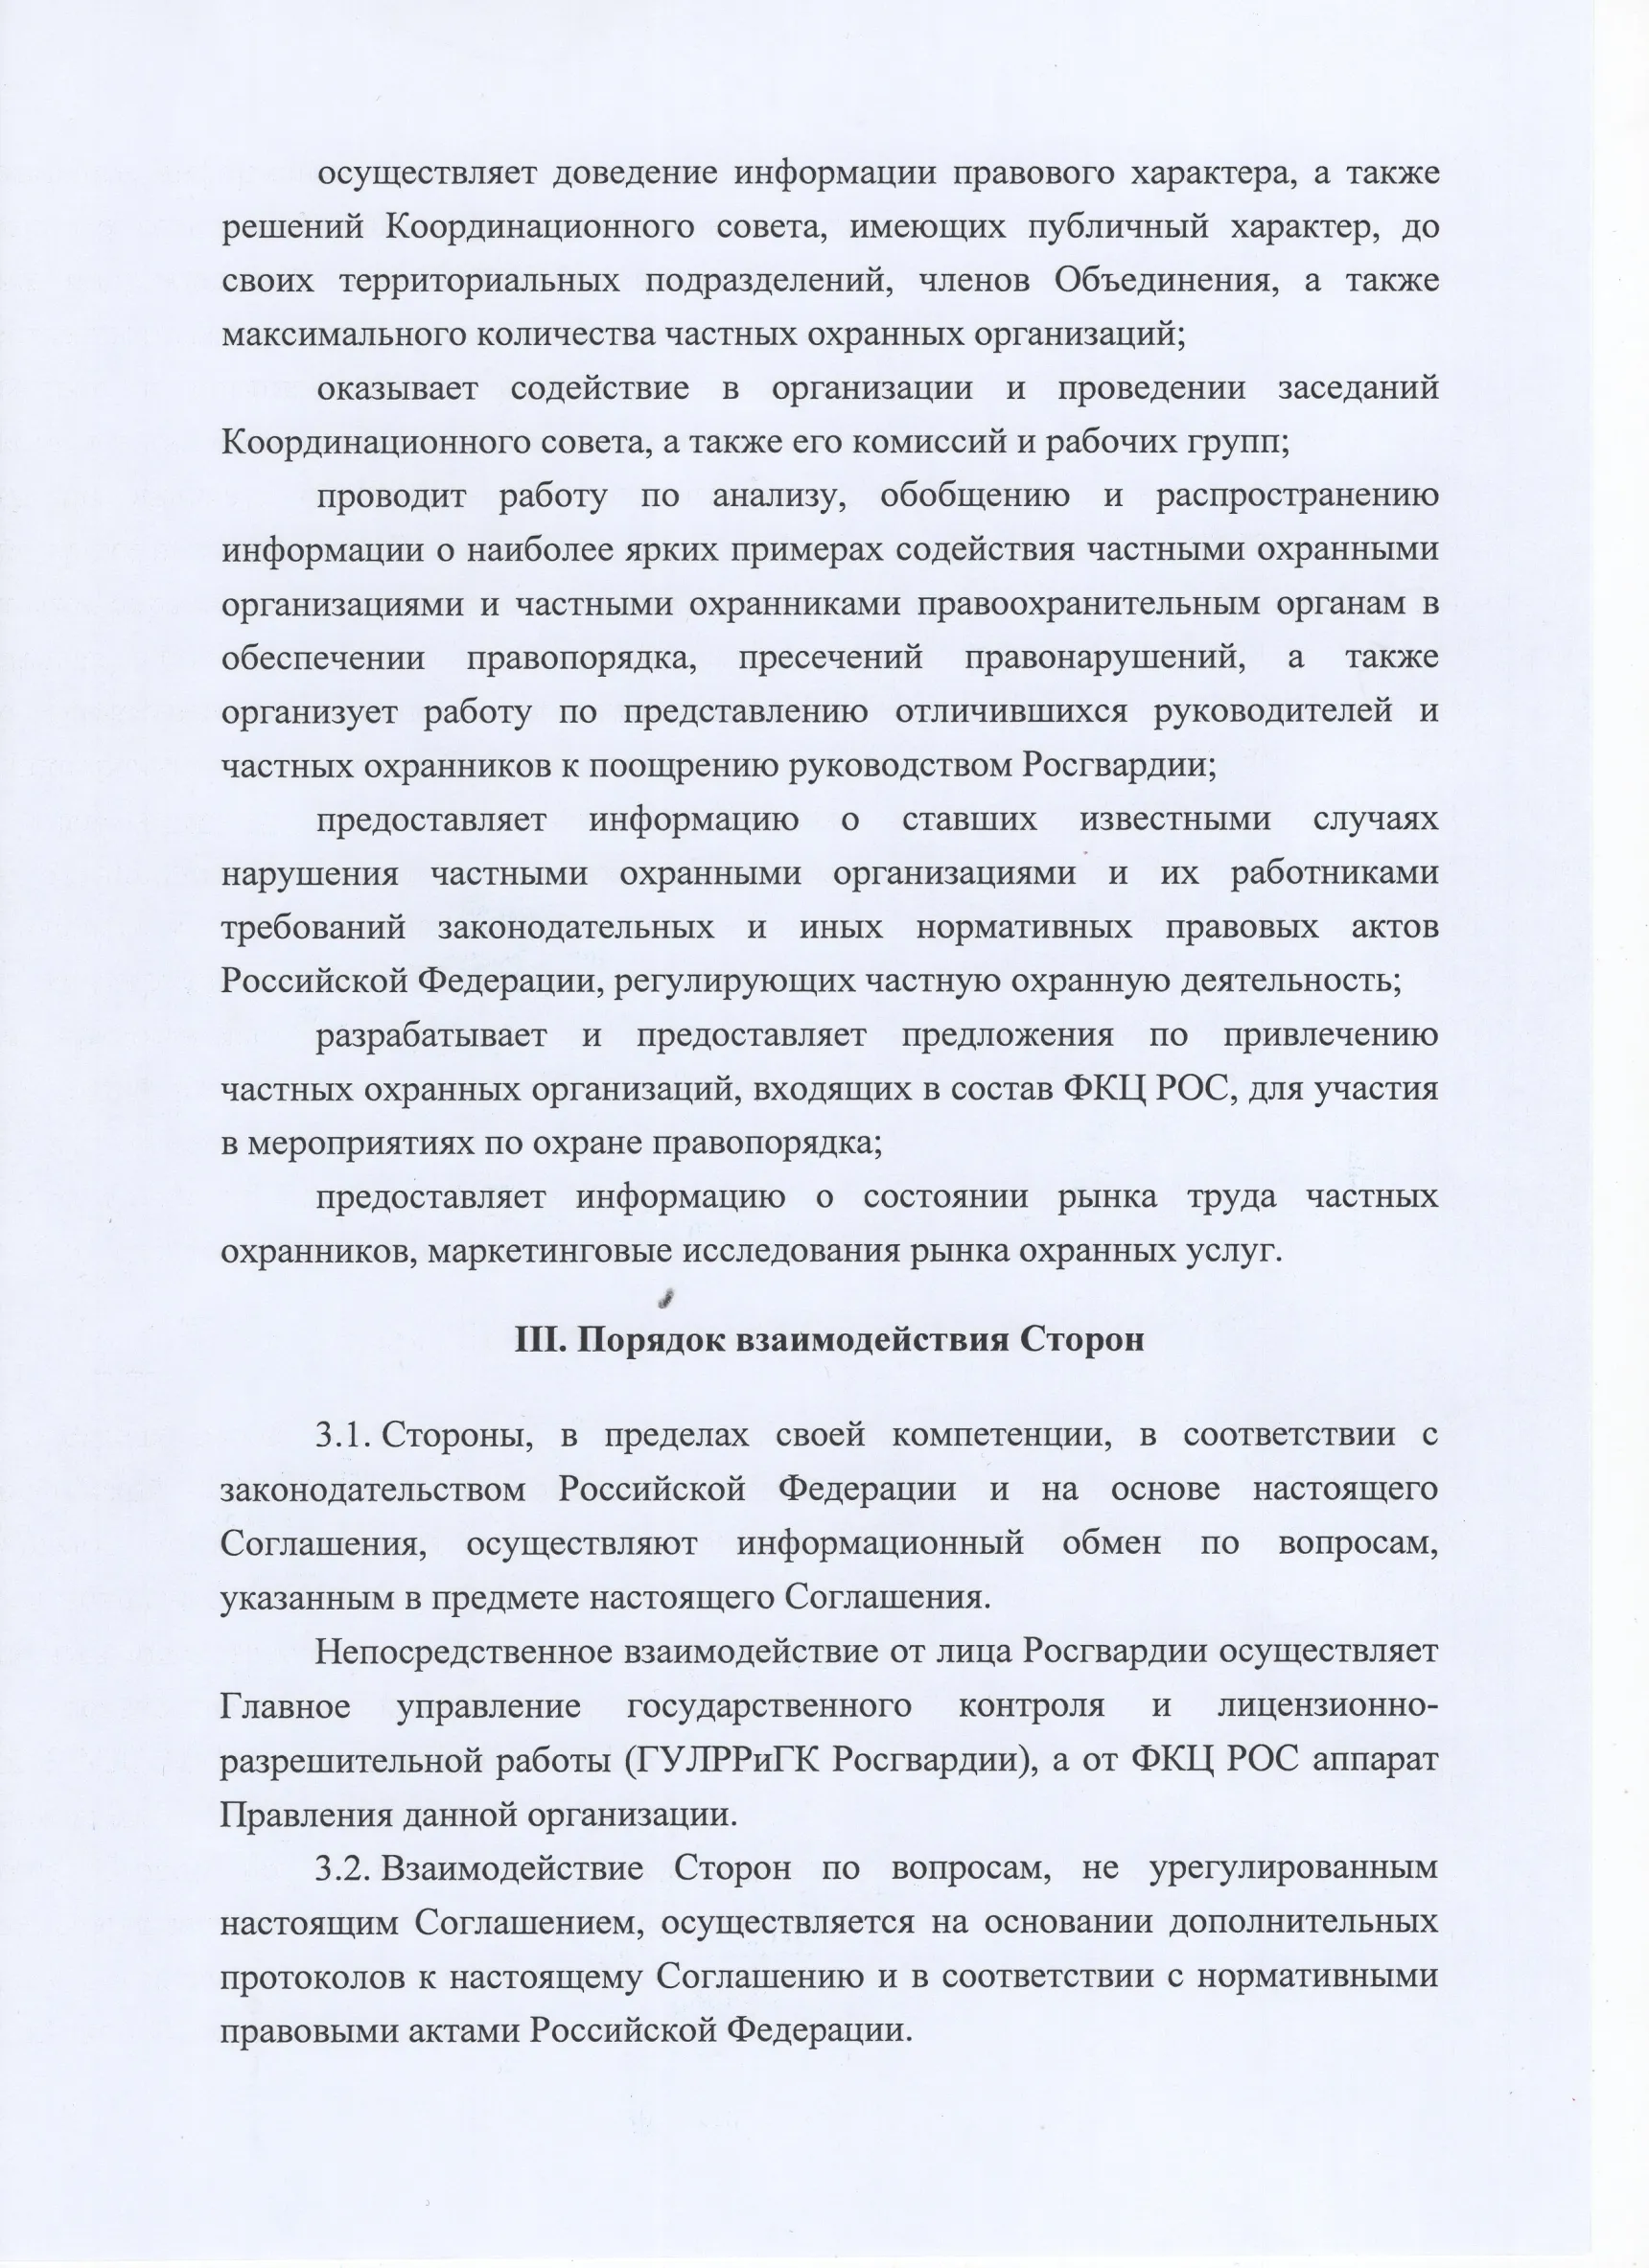 осуществляет доведение информации правового характера, а также
решений Координационного совета, имеющих публичный характер, до
своих территориальных подразделений, членов Объединения, а также
максимального количества частных охранных организаций;
оказывает содействие в организации и проведении заседаний
Координационного совета, а также его комиссий и рабочих групп;
проводит работу по анализу, обобщению и распространению
информации о наиболее ярких примерах содействия частными охранными
организациями и частными охранниками правоохранительным органам в
обеспечении правопорядка, пресечений правонарушений, а также
организует работу по представлению отличившихся руководителей и
частных охранников к поощрению руководством Росгвардии;
предоставляет информацию о ставших известными случаях
нарушения частными охранными организациями и их работниками
требований законодательных и иных нормативных правовых актов
Российской Федерации, регулирующих частную охранную деятельность;
разрабатывает и предоставляет предложения по привлечению
частных охранных организаций, входящих в состав ФКЦ РОС, для участия
в мероприятиях по охране правопорядка;
предоставляет информацию о состоянии рынка труда частных
охранников, маркетинговые исследования рынка охранных услуг.
III. Порядок взаимодействия Сторон
3.1. Стороны, в пределах своей компетенции, в соответствии с
законодательством Российской Федерации и на основе настоящего
Соглашения, осуществляют информационный обмен по вопросам,
указанным в предмете настоящего Соглашения.
Непосредственное взаимодействие от лица Росгвардии осуществляет
Главное управление государственного контроля и лицензионно-
разрешительной работы (ГУЛРРиГК Росгвардии), а от ФКЦ РОС аппарат
Правления данной организации.
3.2. Взаимодействие Сторон по вопросам, не урегулированным
настоящим Соглашением, осуществляется на основании дополнительных
протоколов к настоящему Соглашению и в соответствии с нормативными
правовыми актами Российской Федерации.